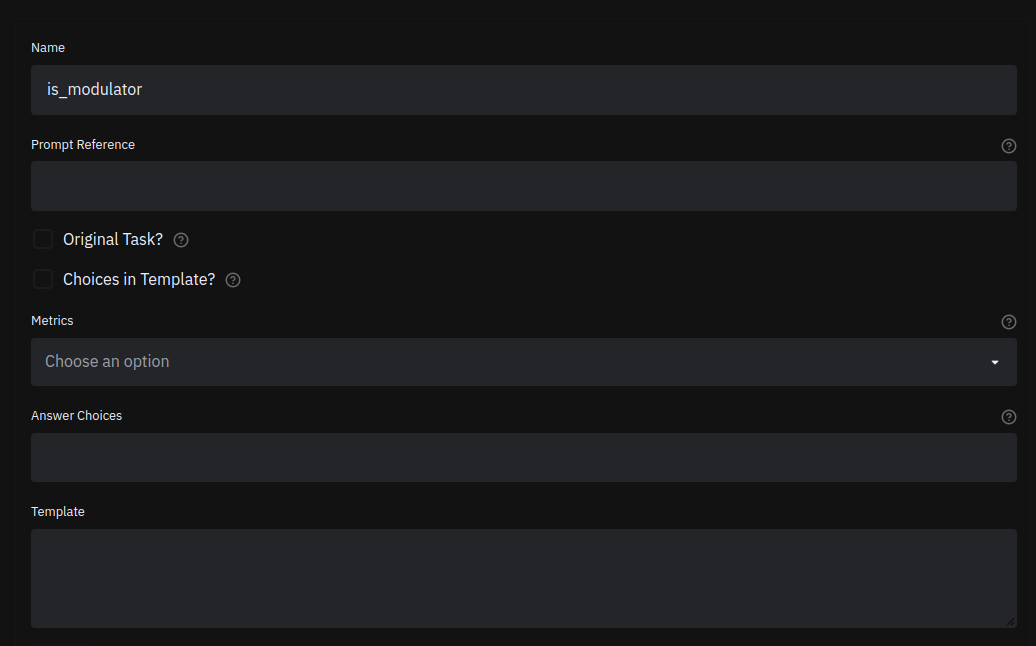 Name
is_modulator
Prompt Reference
Original Task?
Choices in Template?
Metrics
Choose an option
Answer Choices
Template